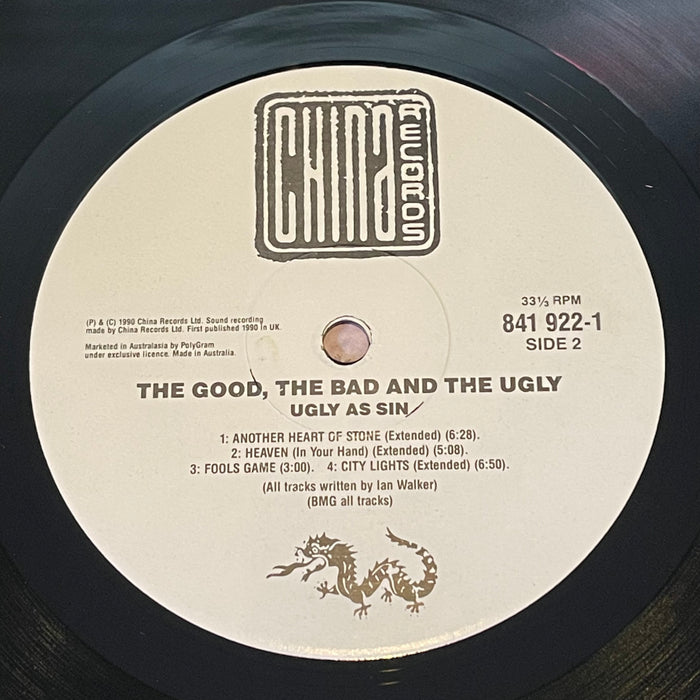 CHINA RECORDS
33⅓ RPM
841 922-1
SIDE 2
(P) & (C) 1990 China Records Ltd. Sound recording
made by China Records Ltd. First published 1990 in UK.
Marketed in Australasia by PolyGram
under exclusive licence. Made in Australia.
THE GOOD, THE BAD AND THE UGLY
UGLY AS SIN
1: ANOTHER HEART OF STONE (Extended) (6:28).
2: HEAVEN (In Your Hand) (Extended) (5:08).
3: FOOLS GAME (3:00). 4: CITY LIGHTS (Extended) (6:50).
(All tracks written by Ian Walker)
(BMG all tracks)